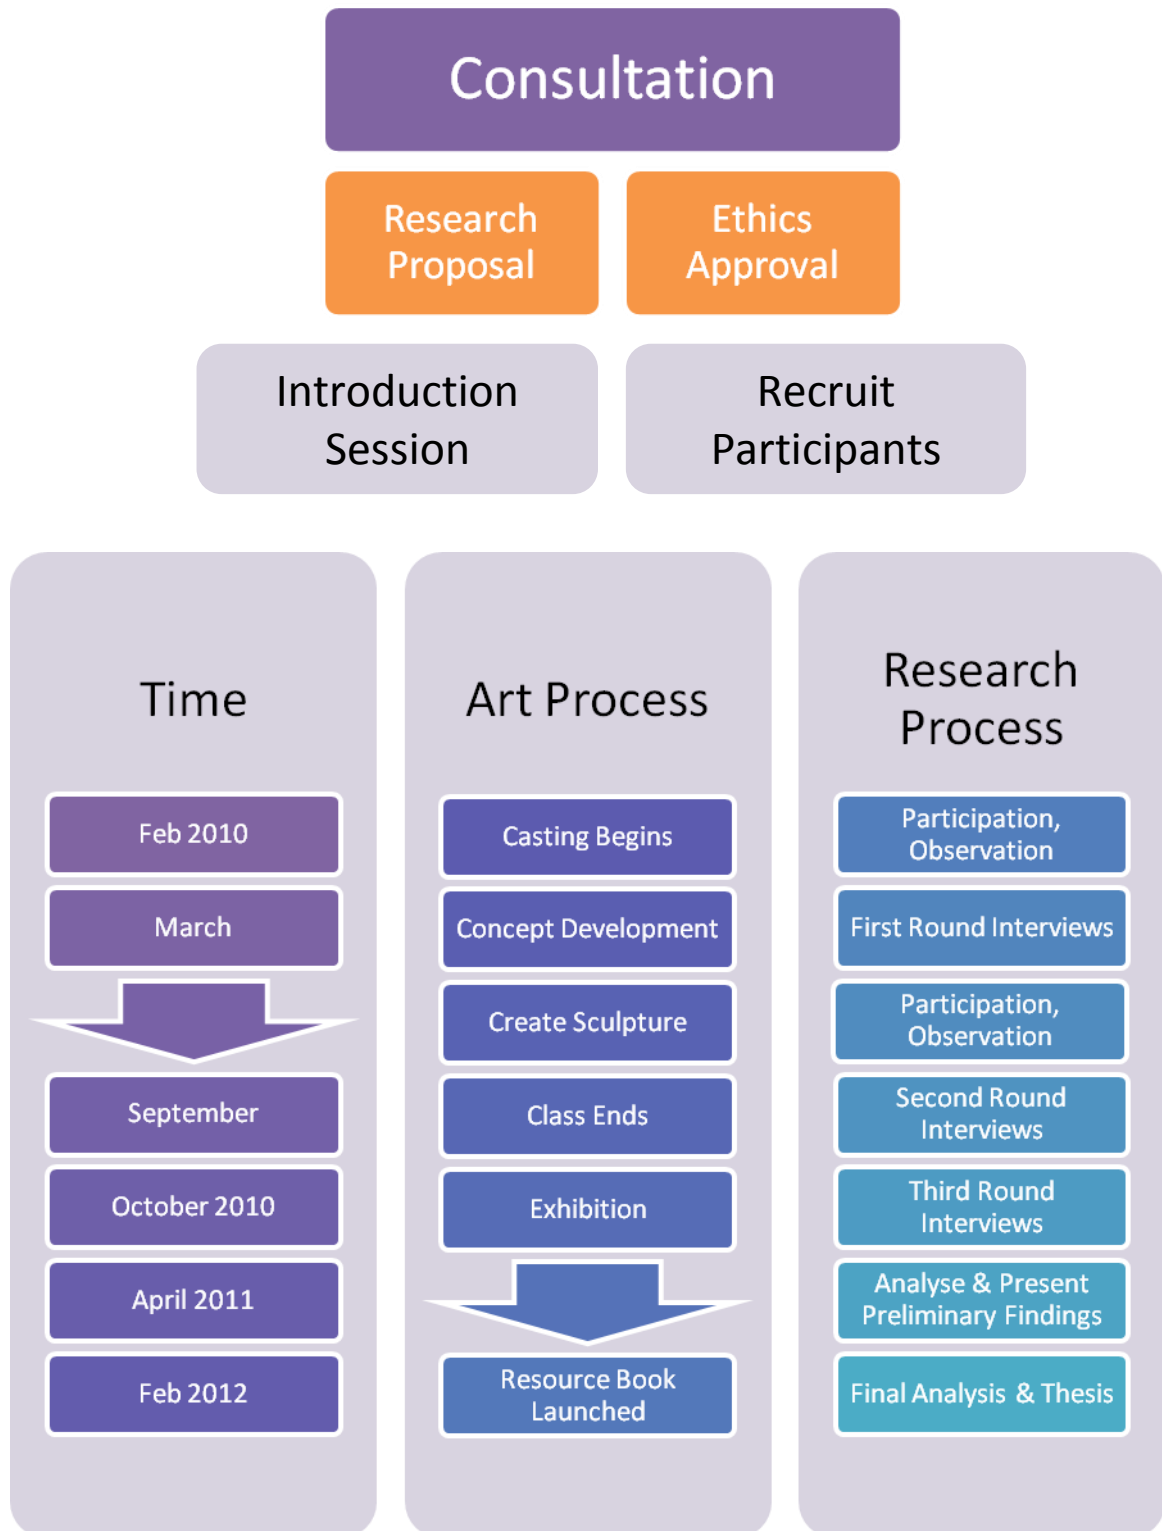 Consultation
Research
Proposal
Ethics
Approval
Introduction
Session
Recruit
Participants
Time
Feb 2010
March
September
October 2010
April 2011
Feb 2012
Art Process
Casting Begins
Concept Development
Create Sculpture
Class Ends
Exhibition
Resource Book
Launched
Research
Process
Participation,
Observation
First Round Interviews
Participation,
Observation
Second Round
Interviews
Third Round
Interviews
Analyse & Present
Preliminary Findings
Final Analysis & Thesis